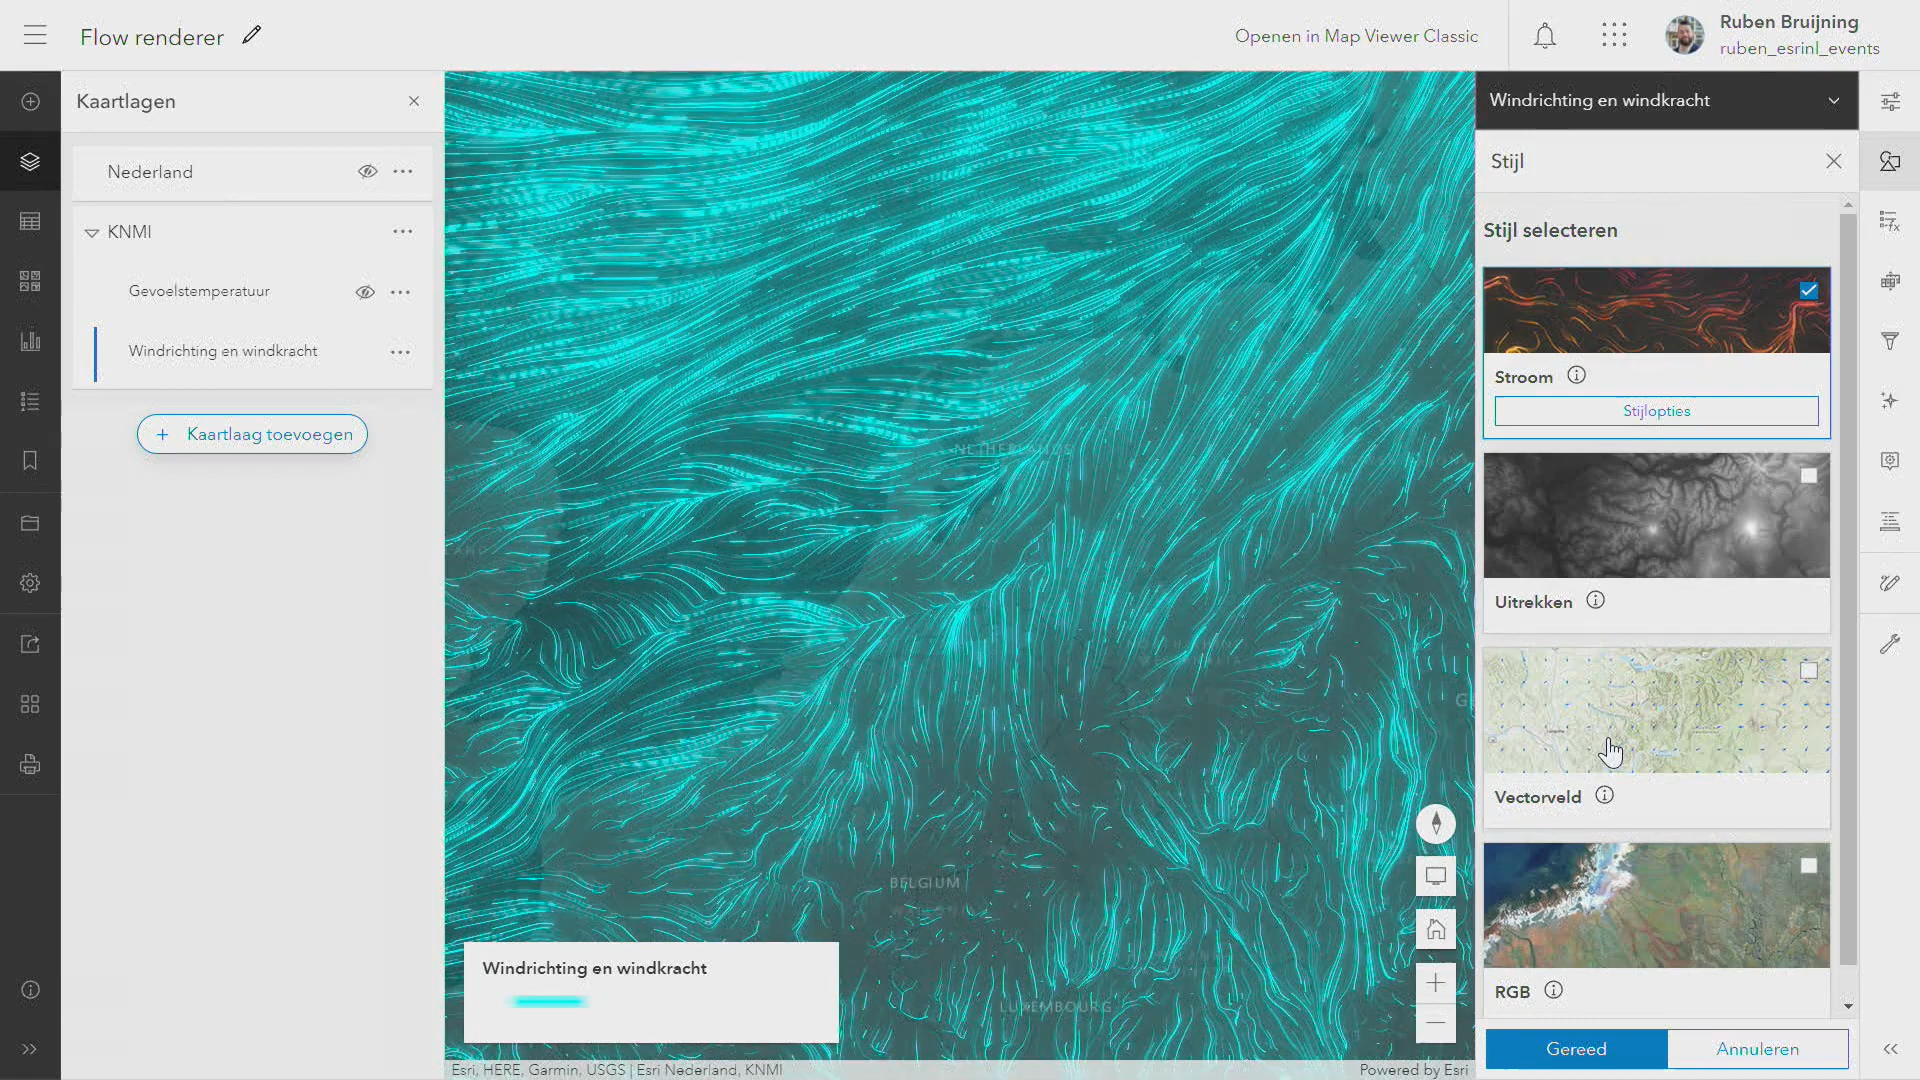 Flow renderer
Openen in Map Viewer Classic
Ruben Bruijning
ruben_esrinl_events
Kaartlagen
Nederland
KNMI
Gevoelstemperatuur
Windrichting en windkracht
Kaartlaag toevoegen
NETHERLANDS
BELGIUM
LUXEMBOURG
Windrichting en windkracht
Esri, HERE, Garmin, USGS | Esri Nederland, KNMI
Powered by Esri
Windrichting en windkracht
Stijl
Stijl selecteren
Stroom
Stijlopties
Uitrekken
Vectorveld
RGB
Gereed
Annuleren